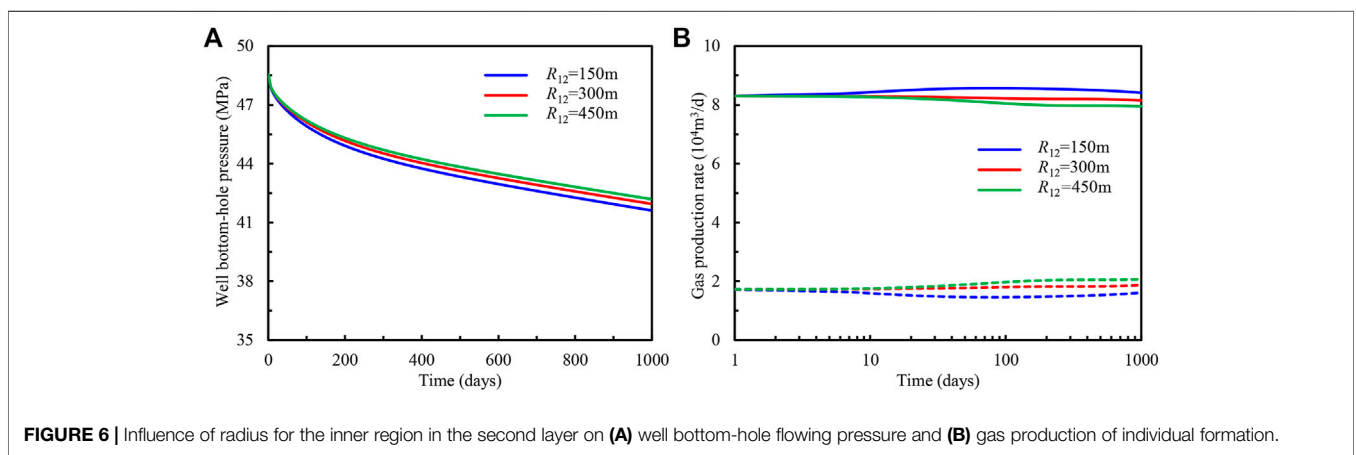 A
50
47
44
41
38
35
Well bottom-hole pressure (MPa)
R12=150m
R12=300m
R12=450m
0 200 400 600 800 1000
Time (days)
B
10
8
6
4
2
0
Gas production rate (10⁴m³/d)
R12=150m
R12=300m
R12=450m
1 10 100 1000
Time (days)
FIGURE 6 | Influence of radius for the inner region in the second layer on (A) well bottom-hole flowing pressure and (B) gas production of individual formation.